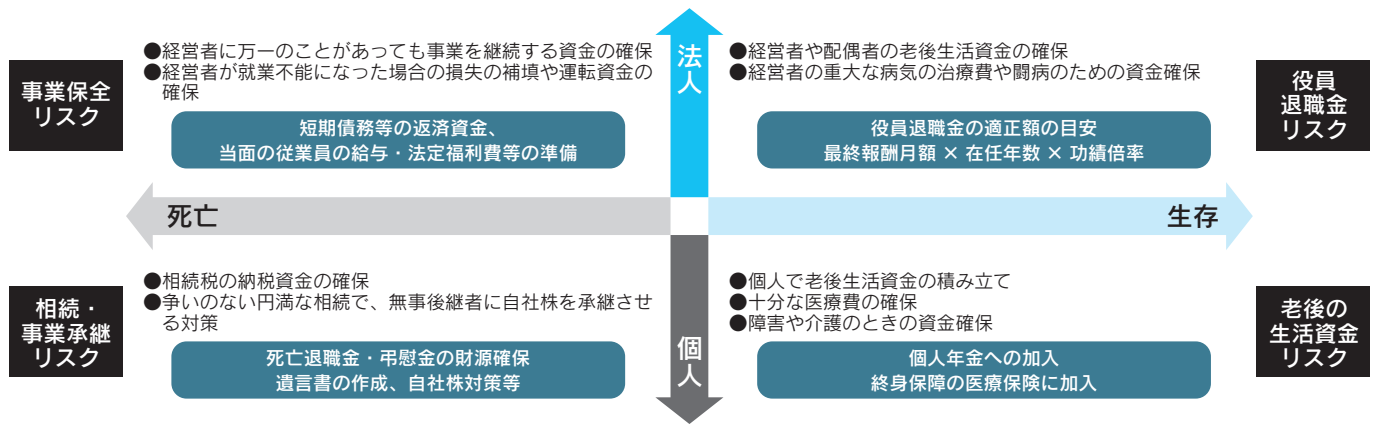 事業保全
リスク
●経営者に万一のことがあっても事業を継続する資金の確保
●経営者が就業不能になった場合の損失の補填や運転資金の
確保
短期債務等の返済資金、
当面の従業員の給与・法定福利費等の準備
法人
●経営者や配偶者の老後生活資金の確保
●経営者の重大な病気の治療費や闘病のための資金確保
役員退職金の適正額の目安
最終報酬月額 × 在任年数 × 功績倍率
役員
退職金
リスク
死亡
生存
相続・
事業承継
リスク
●相続税の納税資金の確保
●争いのない円満な相続で、無事後継者に自社株を承継させ
る対策
死亡退職金・弔慰金の財源確保
遺言書の作成、自社株対策等
個人
●個人で老後生活資金の積み立て
●十分な医療費の確保
●障害や介護のときの資金確保
個人年金への加入
終身保障の医療保険に加入
老後の
生活資金
リスク